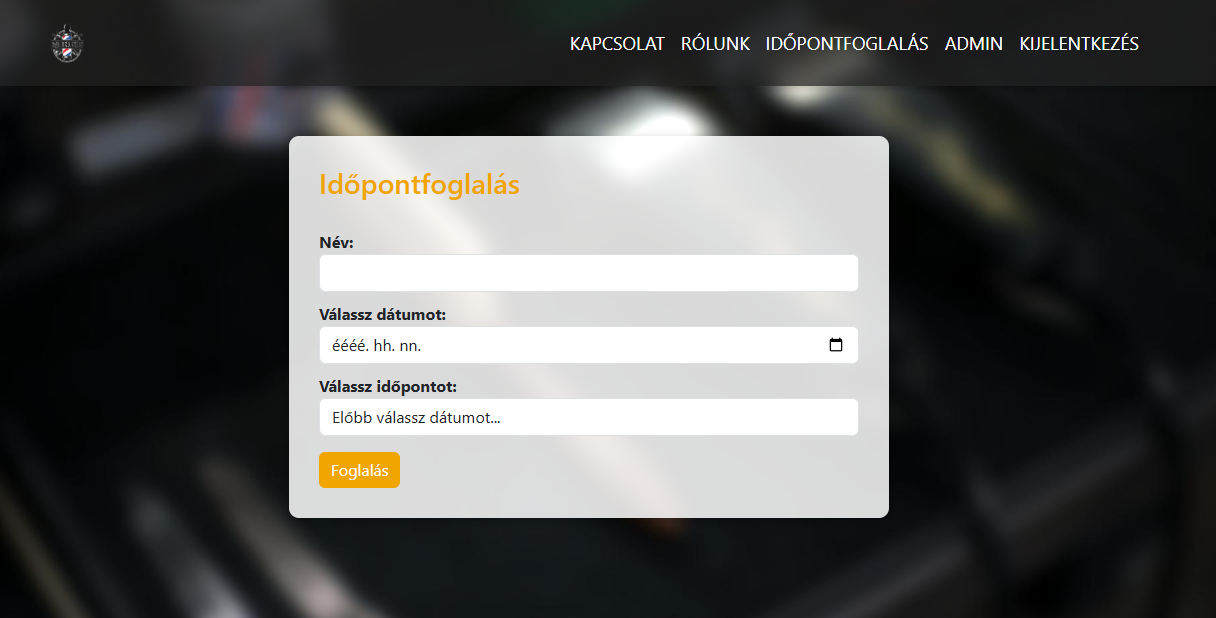 KAPCSOLAT RÓLUNK IDŐPONTFOGLALÁS ADMIN KIJELENTKEZÉS
Időpontfoglalás
Név:
Válassz dátumot:
éééé. hh. nn.
Válassz időpontot:
Előbb válassz dátumot...
Foglalás